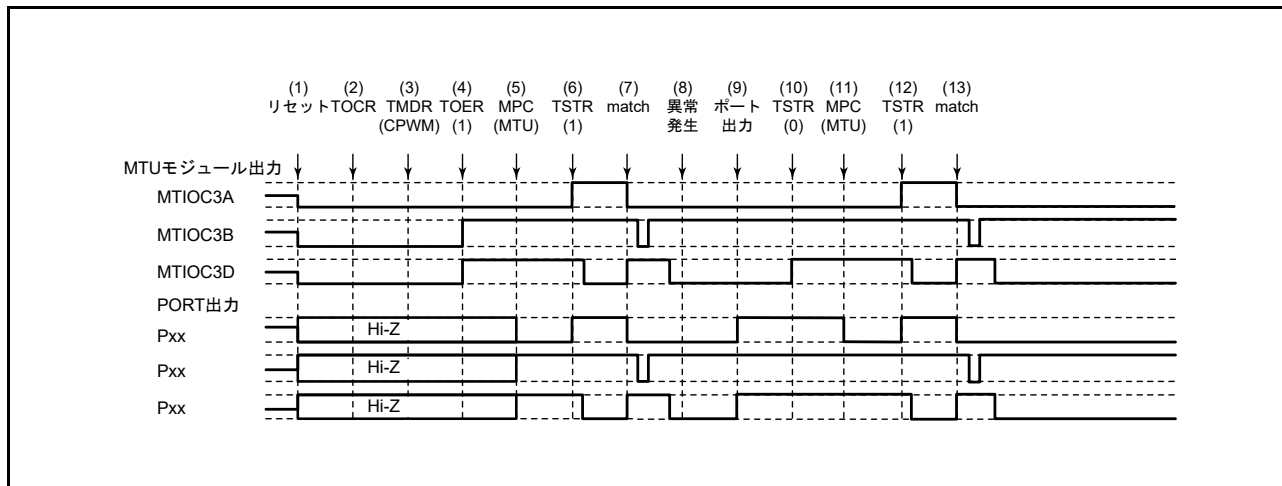 (1) (2) (3) (4) (5) (6) (7) (8) (9) (10) (11) (12) (13)
リセット TOCR TMDR TOER MPC TSTR match 異常 ポート TSTR MPC TSTR match
(CPWM) (1) (MTU) (1) 発生 出力 (0) (MTU) (1)
MTUモジュール出力
MTIOC3A
MTIOC3B
MTIOC3D
PORT出力
Pxx Hi-Z
Pxx Hi-Z
Pxx Hi-Z